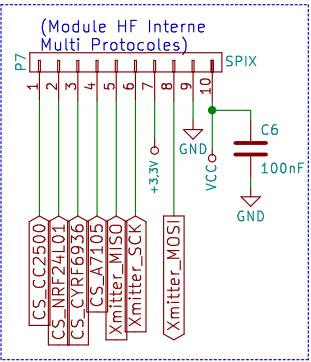 (Module HF Interne
Multi Protocoles)
P7
SPIX
1
2
3
4
5
6
7
8
9
10
C6
100nF
GND
GND
+3,3V
VCC
CS_CC2500
CS_NRF24L01
CS_CYRF6936
CS_A7105
Xmitter_MISO
Xmitter_SCK
Xmitter_MOSI